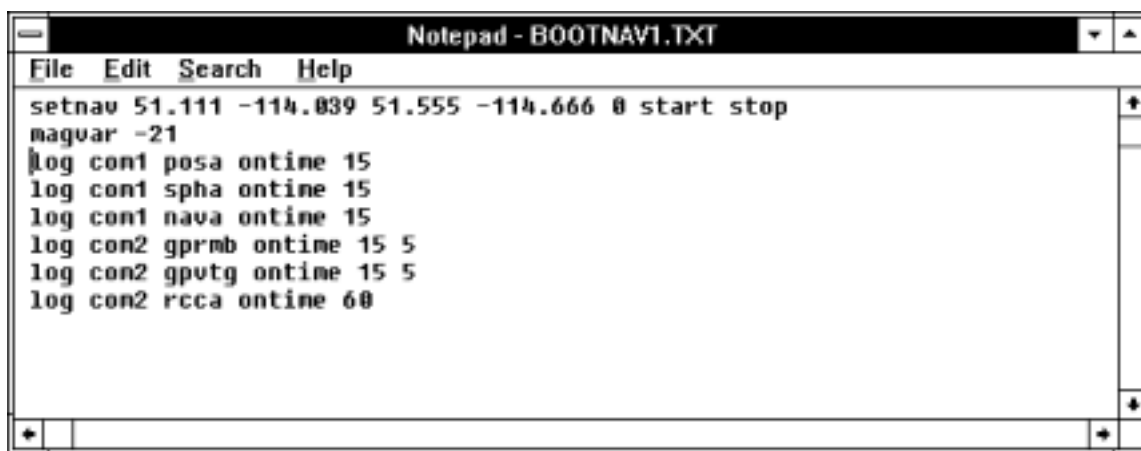 Notepad - BOOTNAV1.TXT
File Edit Search Help
setnav 51.111 -114.039 51.555 -114.666 0 start stop
magvar -21
log com1 posa ontime 15
log com1 spha ontime 15
log com1 nava ontime 15
log com2 gprmb ontime 15 5
log com2 gpvtg ontime 15 5
log com2 rcca ontime 60